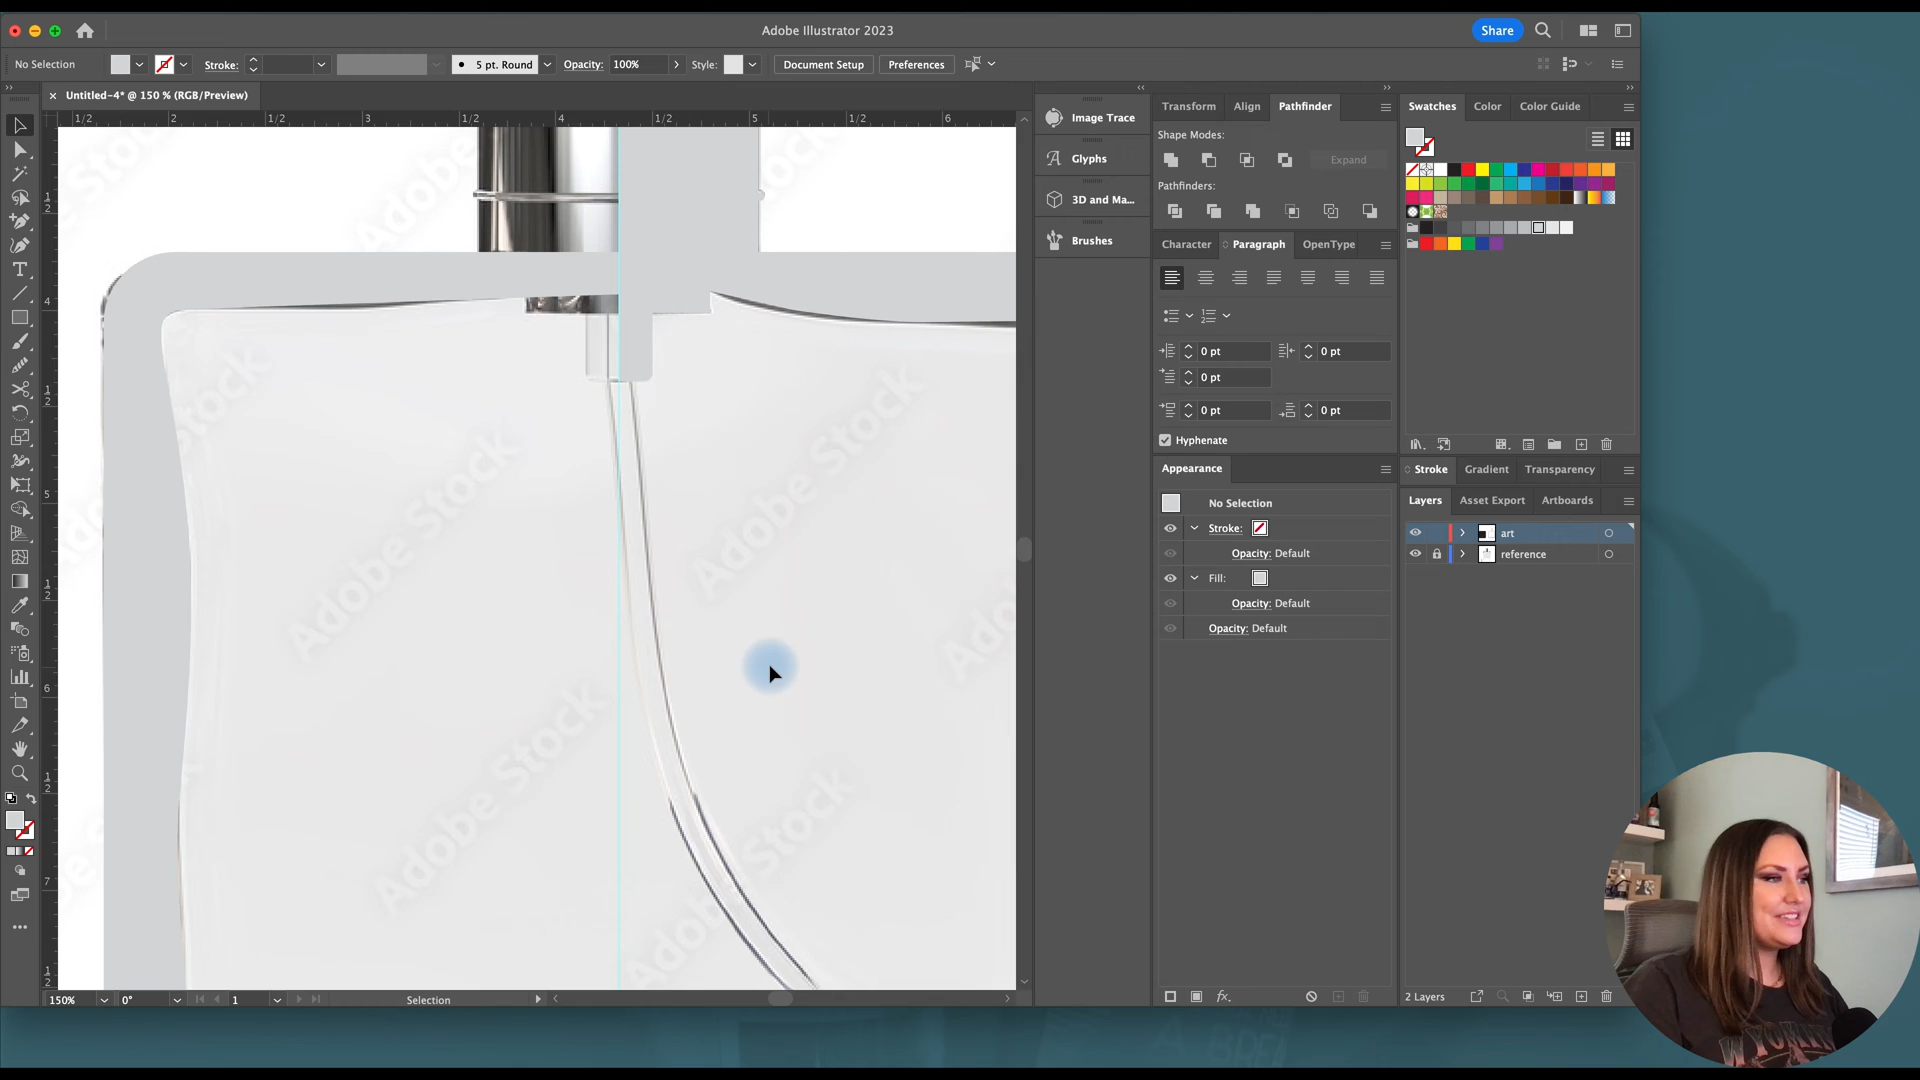 Adobe Illustrator 2023
Share
No Selection
Stroke:
5 pt. Round
Opacity: 100%
Style:
Document Setup
Preferences
Untitled-4* @ 150 % (RGB/Preview)
1/2 2 1/2 3 1/2 4 1/2 5 1/2 6
Image Trace
Glyphs
3D and Ma...
Brushes
Transform
Align
Pathfinder
Shape Modes:
Expand
Pathfinders:
Character
Paragraph
OpenType
0 pt 0 pt
0 pt
0 pt 0 pt
Hyphenate
Appearance
No Selection
Stroke:
Opacity: Default
Fill:
Opacity: Default
Opacity: Default
Swatches
Color
Color Guide
Stroke
Gradient
Transparency
Layers
Asset Export
Artboards
art
reference
2 Layers
Adobe Stock
Adobe Stock
Adobe Stock
Adobe Stock
150%
0°
1
Selection
A BREA